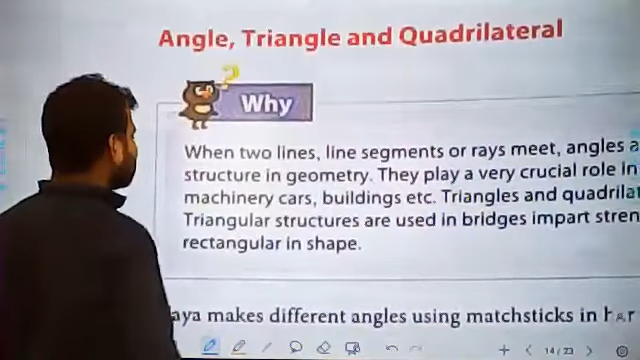 Angle, Triangle and Quadrilateral
?
Why
When two lines, line segments or rays meet, angles a
structure in geometry. They play a very crucial role in
machinery cars, buildings etc. Triangles and quadrilat
Triangular structures are used in bridges impart stren
rectangular in shape.
aya makes different angles using matchsticks in
14/23